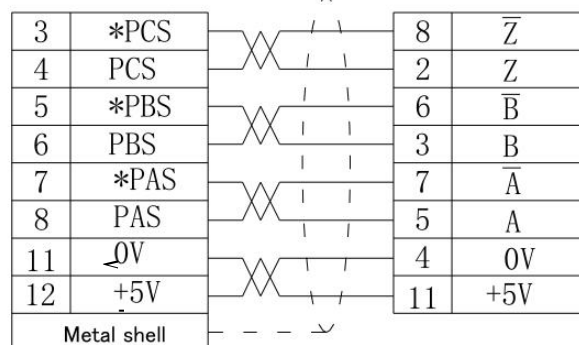 3 *PCS 8 Z̅
4 PCS 2 Z
5 *PBS 6 B̅
6 PBS 3 B
7 *PAS 7 A̅
8 PAS 5 A
11 0V 4 0V
12 +5V 11 +5V
Metal shell